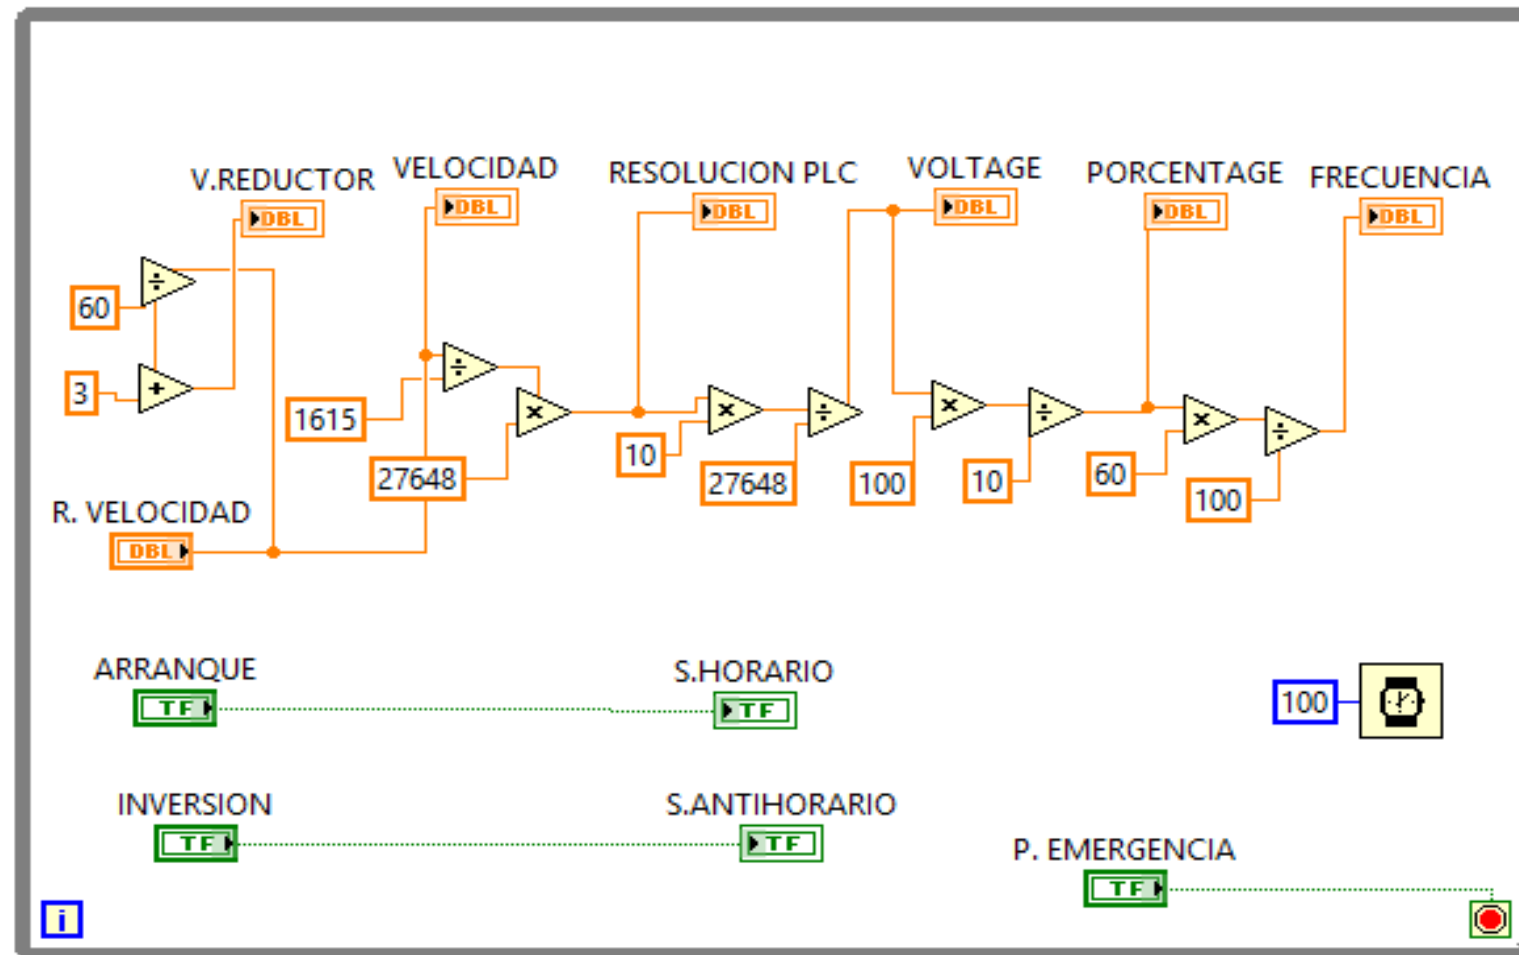 V.REDUCTOR
VELOCIDAD
RESOLUCION PLC
VOLTAGE
PORCENTAGE
FRECUENCIA
DBL
DBL
DBL
DBL
DBL
DBL
÷
60
3
+
÷
1615
×
27648
×
10
÷
27648
×
100
÷
10
×
60
÷
100
R. VELOCIDAD
DBL
ARRANQUE
TF
S.HORARIO
TF
100
INVERSION
TF
S.ANTIHORARIO
TF
P. EMERGENCIA
TF
i